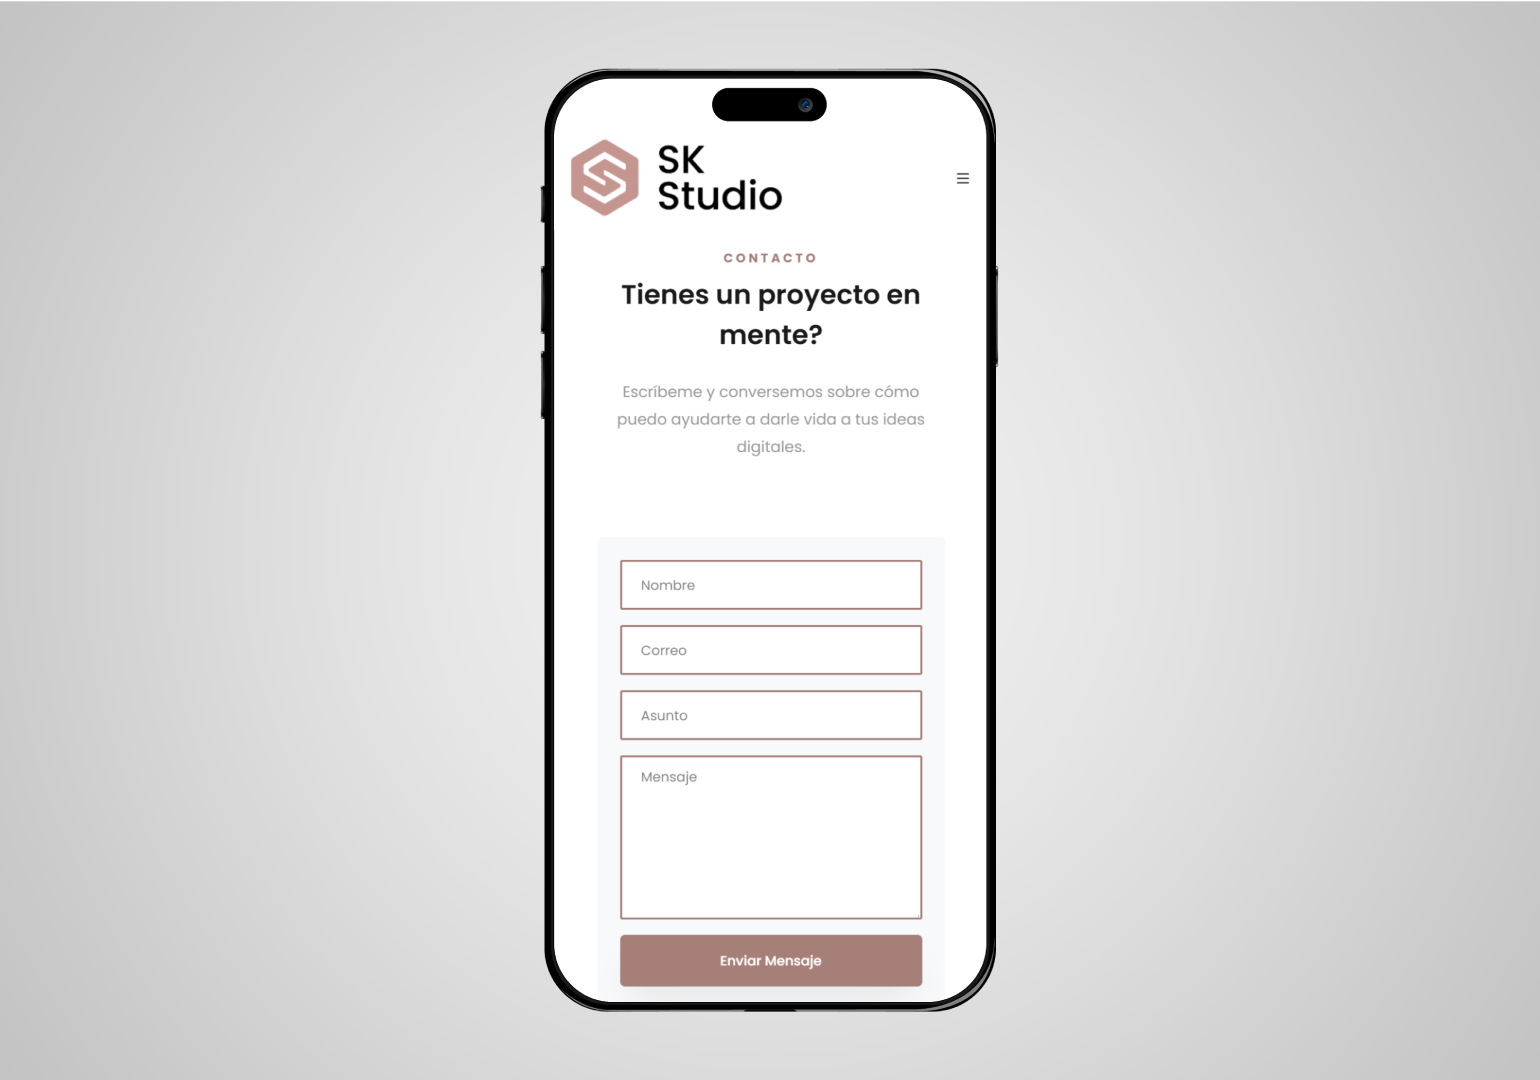 SK
Studio
CONTACTO
Tienes un proyecto en
mente?
Escríbeme y conversemos sobre cómo
puedo ayudarte a darle vida a tus ideas
digitales.
Nombre
Correo
Asunto
Mensaje
Enviar Mensaje